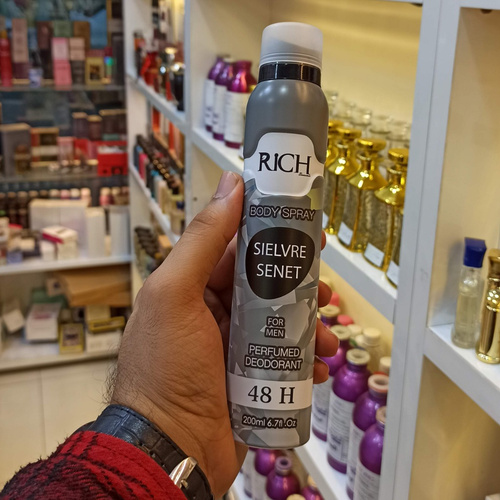 RICH
BODY SPRAY
SIELVRE
SENET
FOR
MEN
PERFUMED
DEODORANT
48 H
200ml 6.7fl.Oz